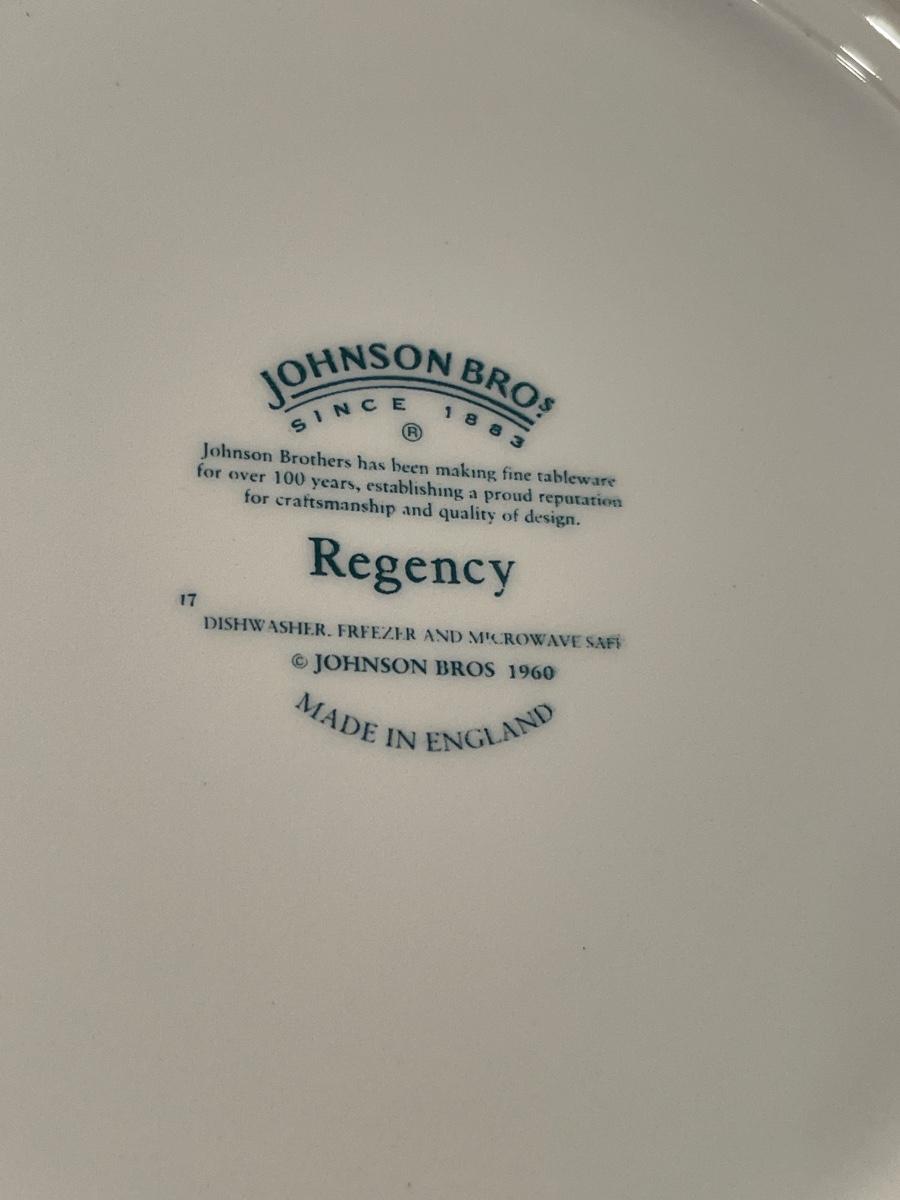 JOHNSON BROS.
SINCE 1883
®
Johnson Brothers has been making fine tableware
for over 100 years, establishing a proud reputation
for craftsmanship and quality of design.
Regency
17
DISHWASHER. FREEZER AND MICROWAVE SAFE
© JOHNSON BROS 1960
MADE IN ENGLAND